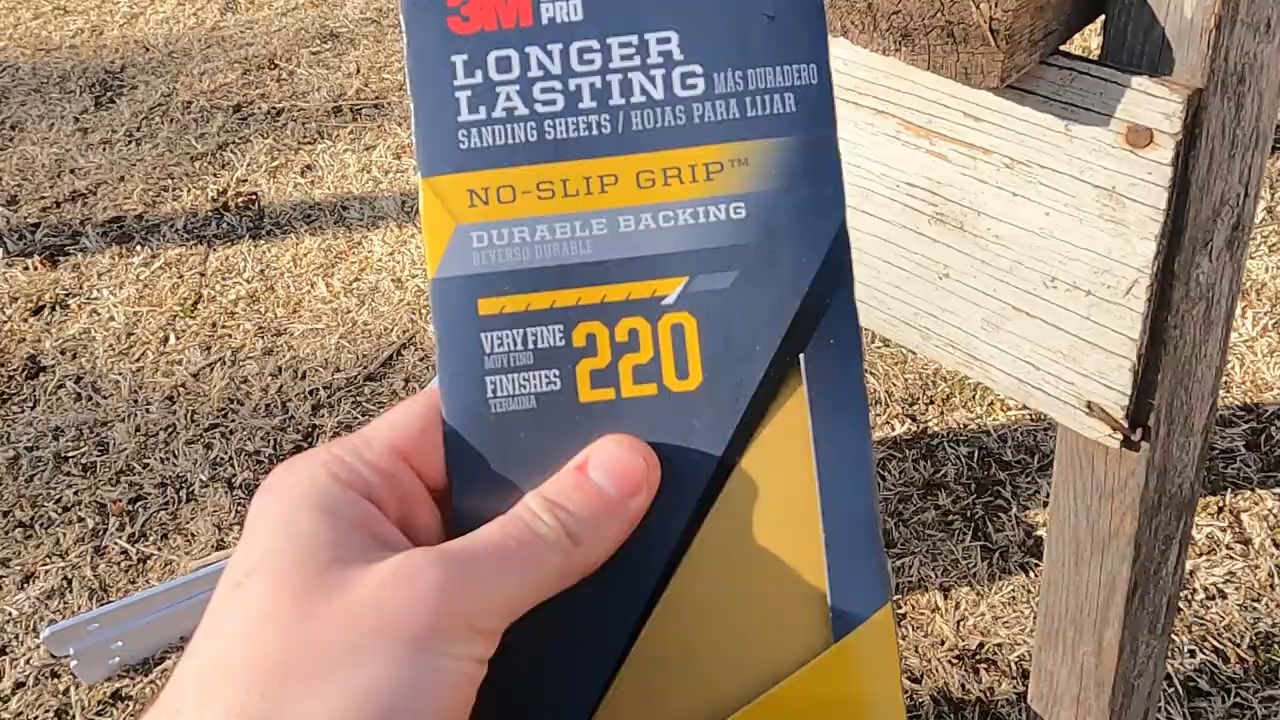 3M PRO
LONGER
LASTING MÁS DURADERO
SANDING SHEETS / HOJAS PARA LIJAR
NO-SLIP GRIP™
DURABLE BACKING
REVERSO DURABLE
VERY FINE
MUY FINO
FINISHES
TERMINA
220